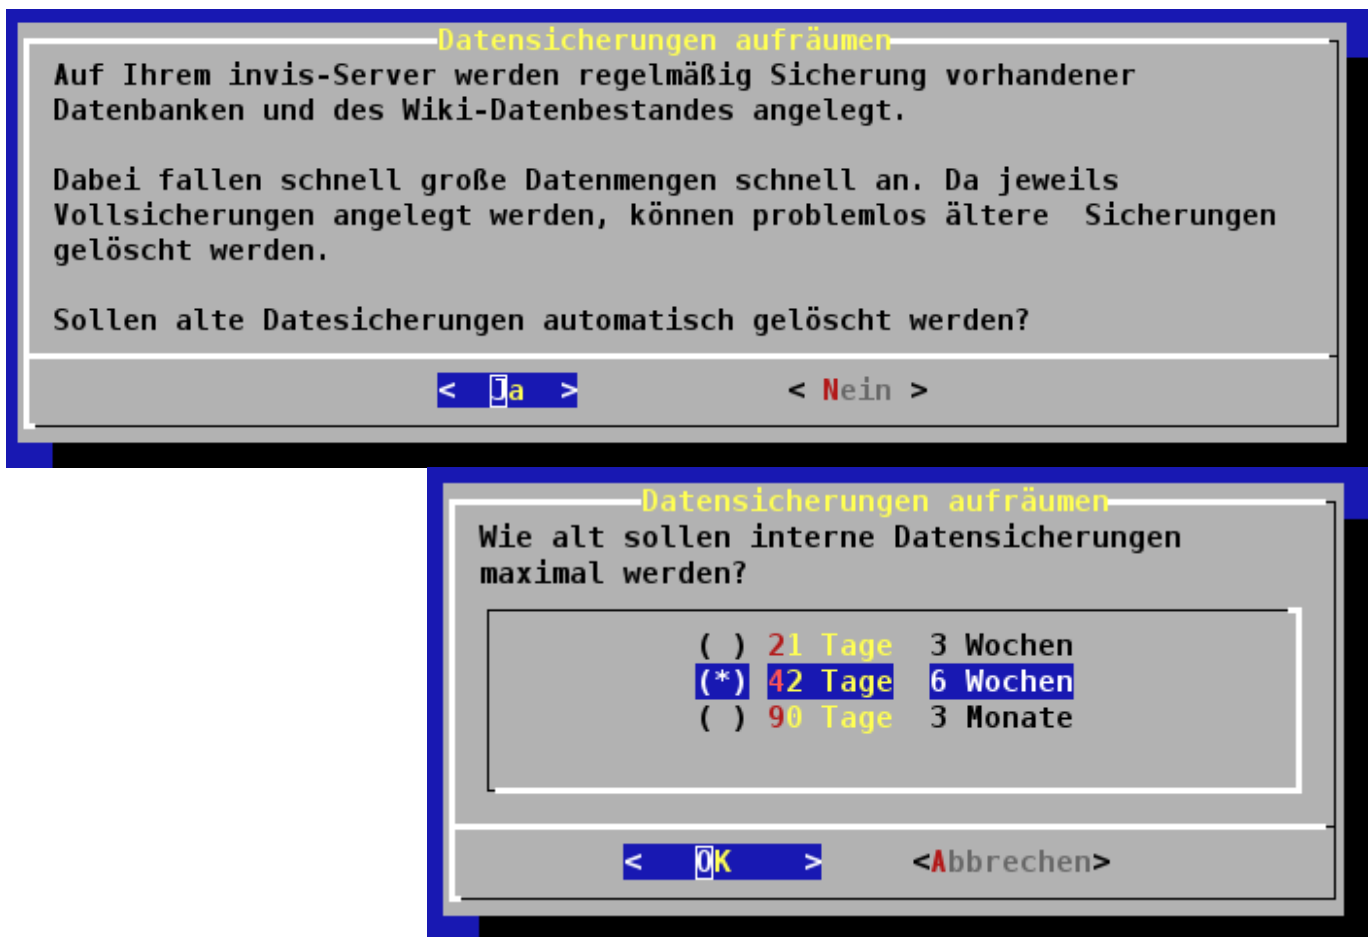 Datensicherungen aufräumen
Auf Ihrem invis-Server werden regelmäßig Sicherung vorhandener
Datenbanken und des Wiki-Datenbestandes angelegt.
Dabei fallen schnell große Datenmengen schnell an. Da jeweils
Vollsicherungen angelegt werden, können problemlos ältere  Sicherungen
gelöscht werden.
Sollen alte Datesicherungen automatisch gelöscht werden?
<  Ja  > < Nein >
Datensicherungen aufräumen
Wie alt sollen interne Datensicherungen
maximal werden?
( ) 21 Tage  3 Wochen
(*) 42 Tage  6 Wochen
( ) 90 Tage  3 Monate
<   OK    > <Abbrechen>